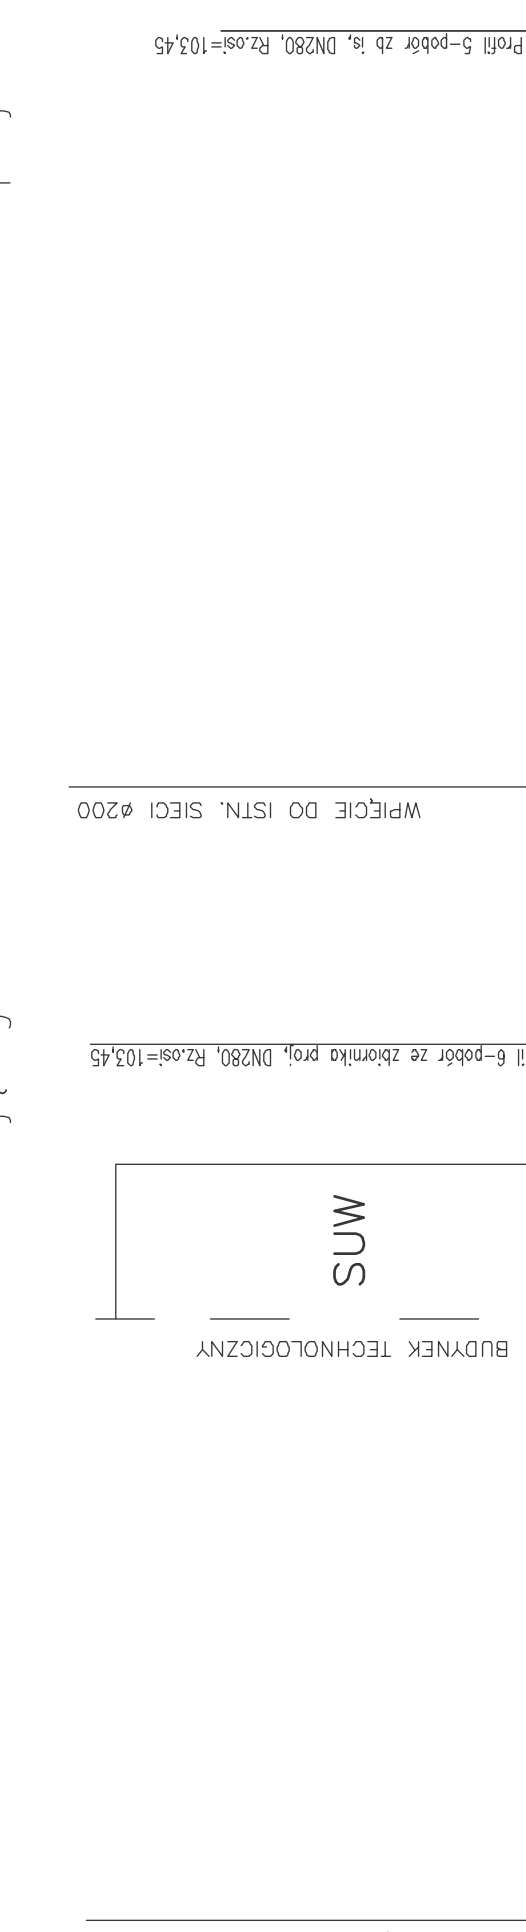 Profil 5-pobór zb is, DN280, Rz.osi=103,45
WPIĘCIE DO ISTN. SIECI ø200
il 6-pobór ze zbiornika proj, DN280, Rz.osi=103,45
SUW
BUDYNEK TECHNOLOGICZNY